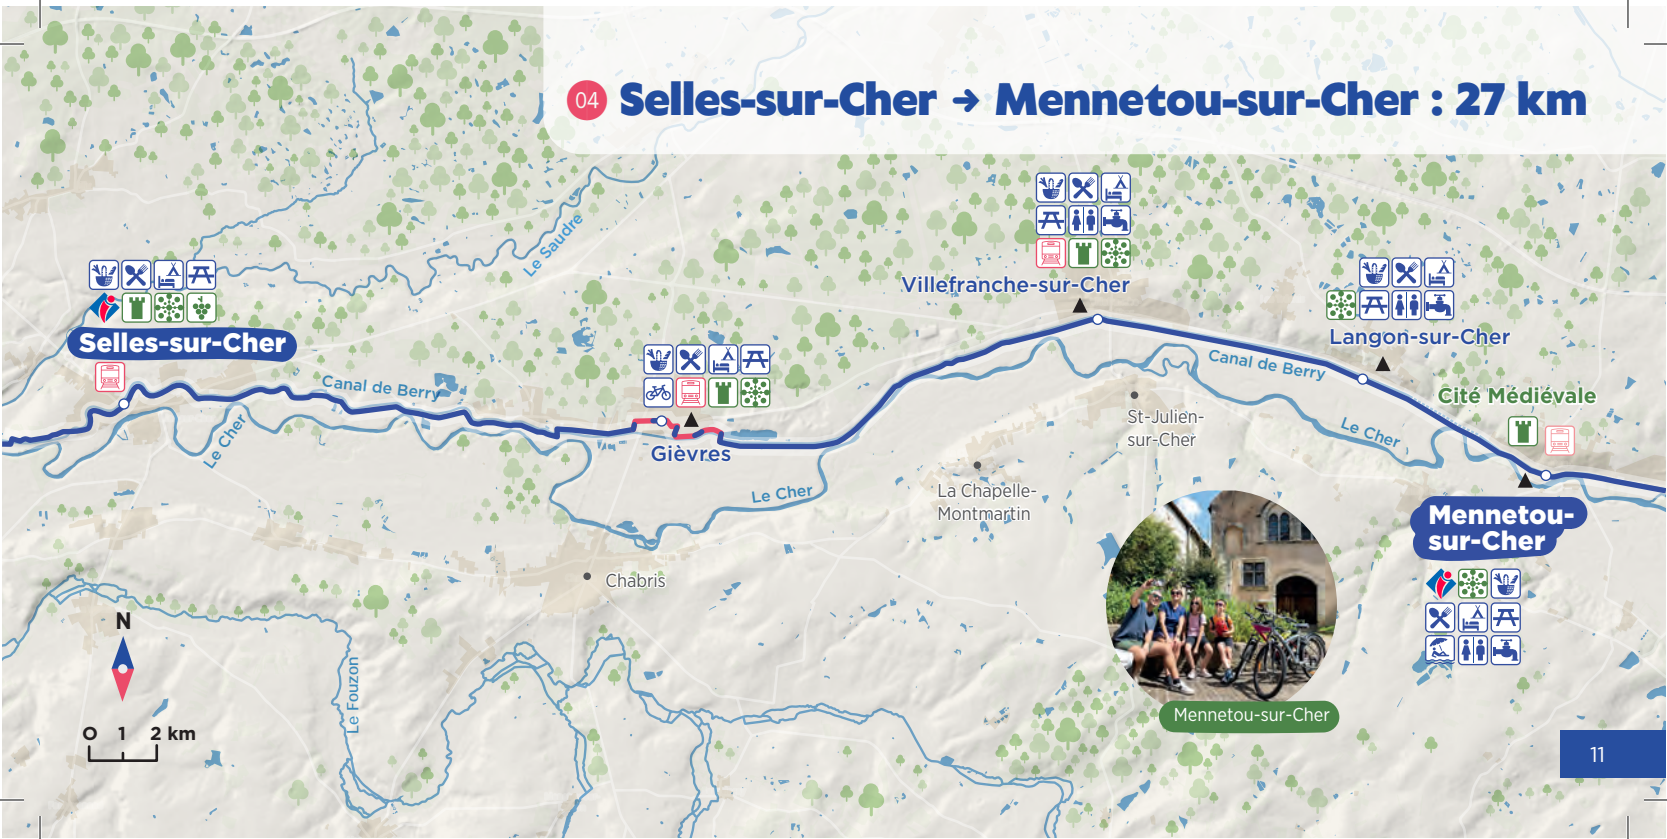 04 Selles-sur-Cher → Mennetou-sur-Cher : 27 km
Le Saudre
Villefranche-sur-Cher
Langon-sur-Cher
Selles-sur-Cher
Canal de Berry
Canal de Berry
Cité Médiévale
Le Cher
Gièvres
St-Julien-
sur-Cher
Le Cher
Le Cher
La Chapelle-
Montmartin
Mennetou-
sur-Cher
Chabris
N
Le Fouzon
Mennetou-sur-Cher
0 1 2 km
11